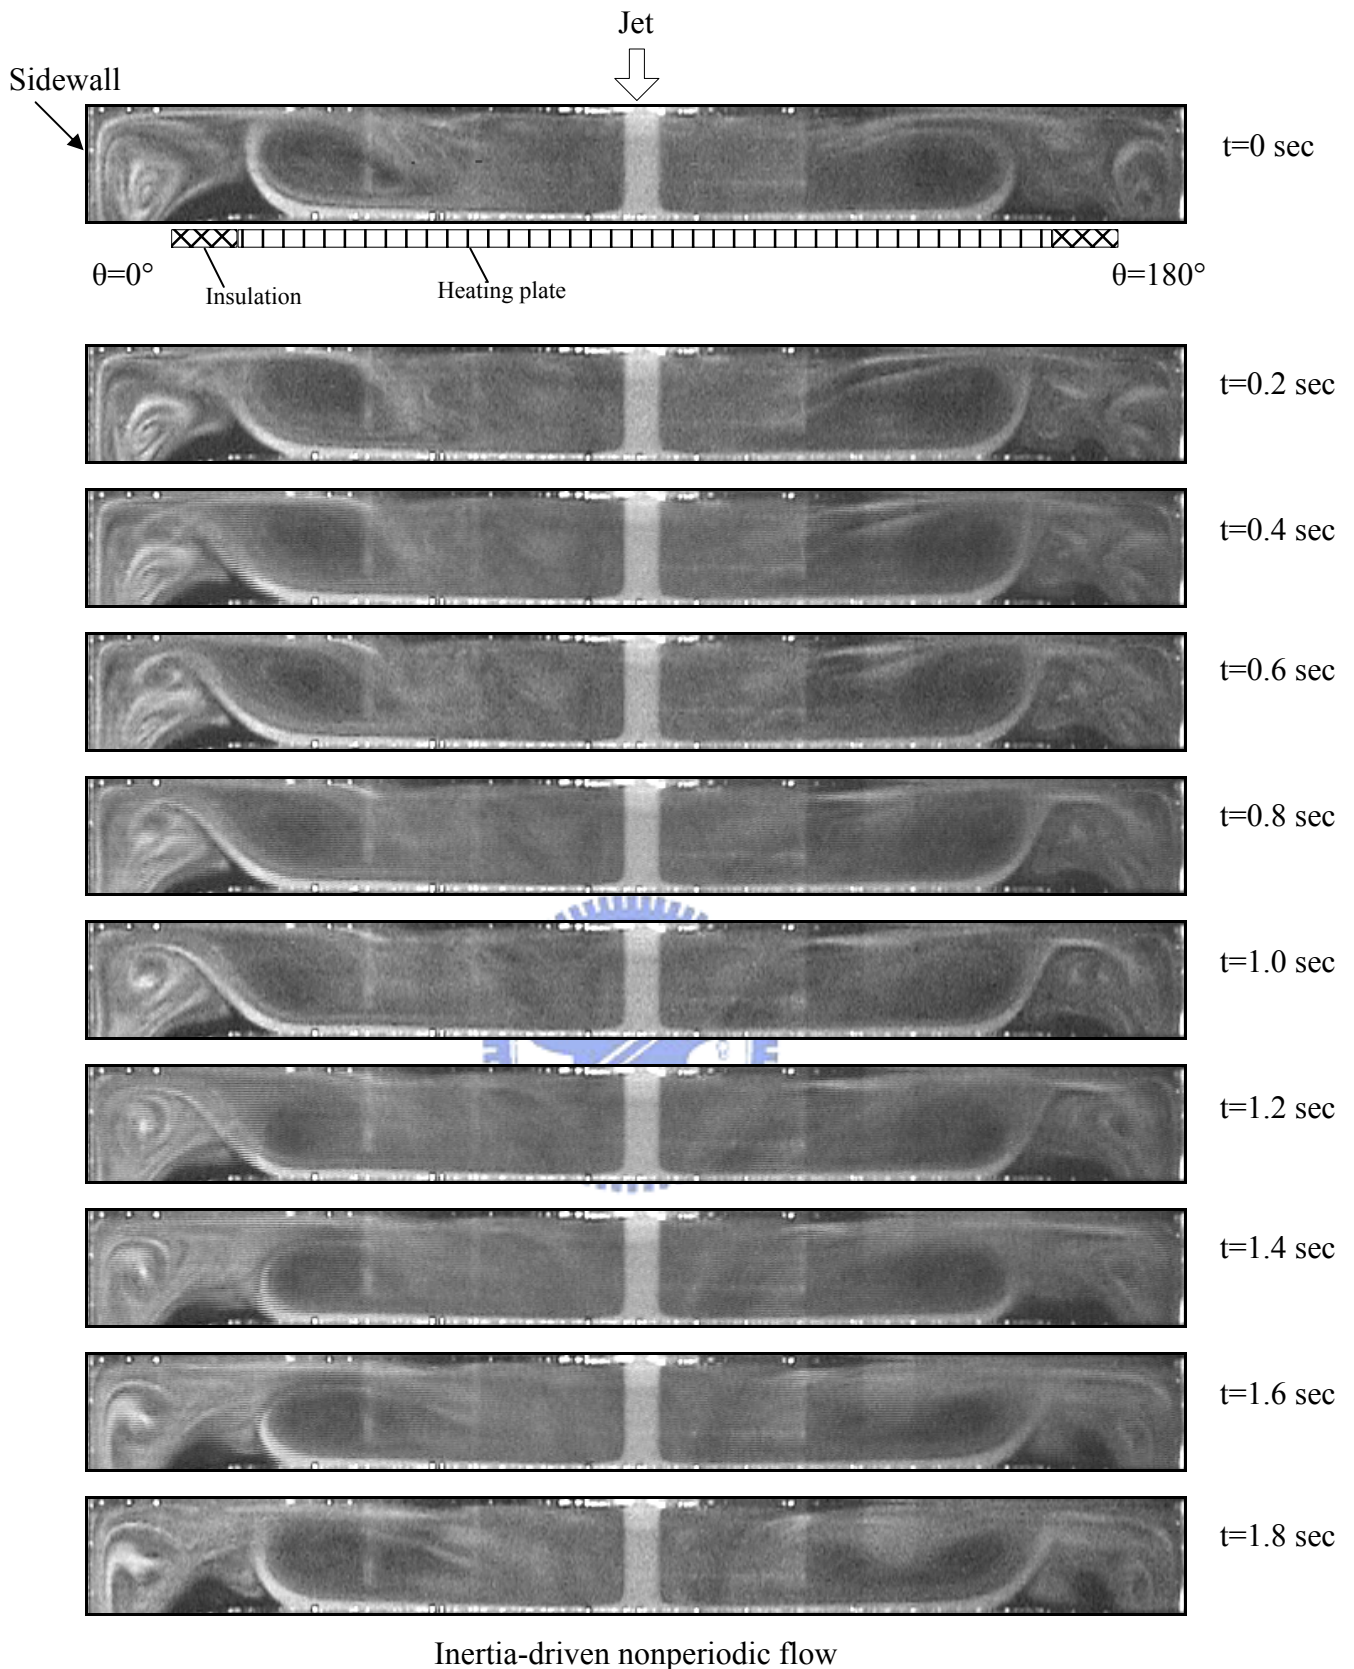 Jet
Sidewall
t=0 sec
θ=0°
θ=180°
Insulation
Heating plate
t=0.2 sec
t=0.4 sec
t=0.6 sec
t=0.8 sec
t=1.0 sec
t=1.2 sec
t=1.4 sec
t=1.6 sec
t=1.8 sec
Inertia-driven nonperiodic flow